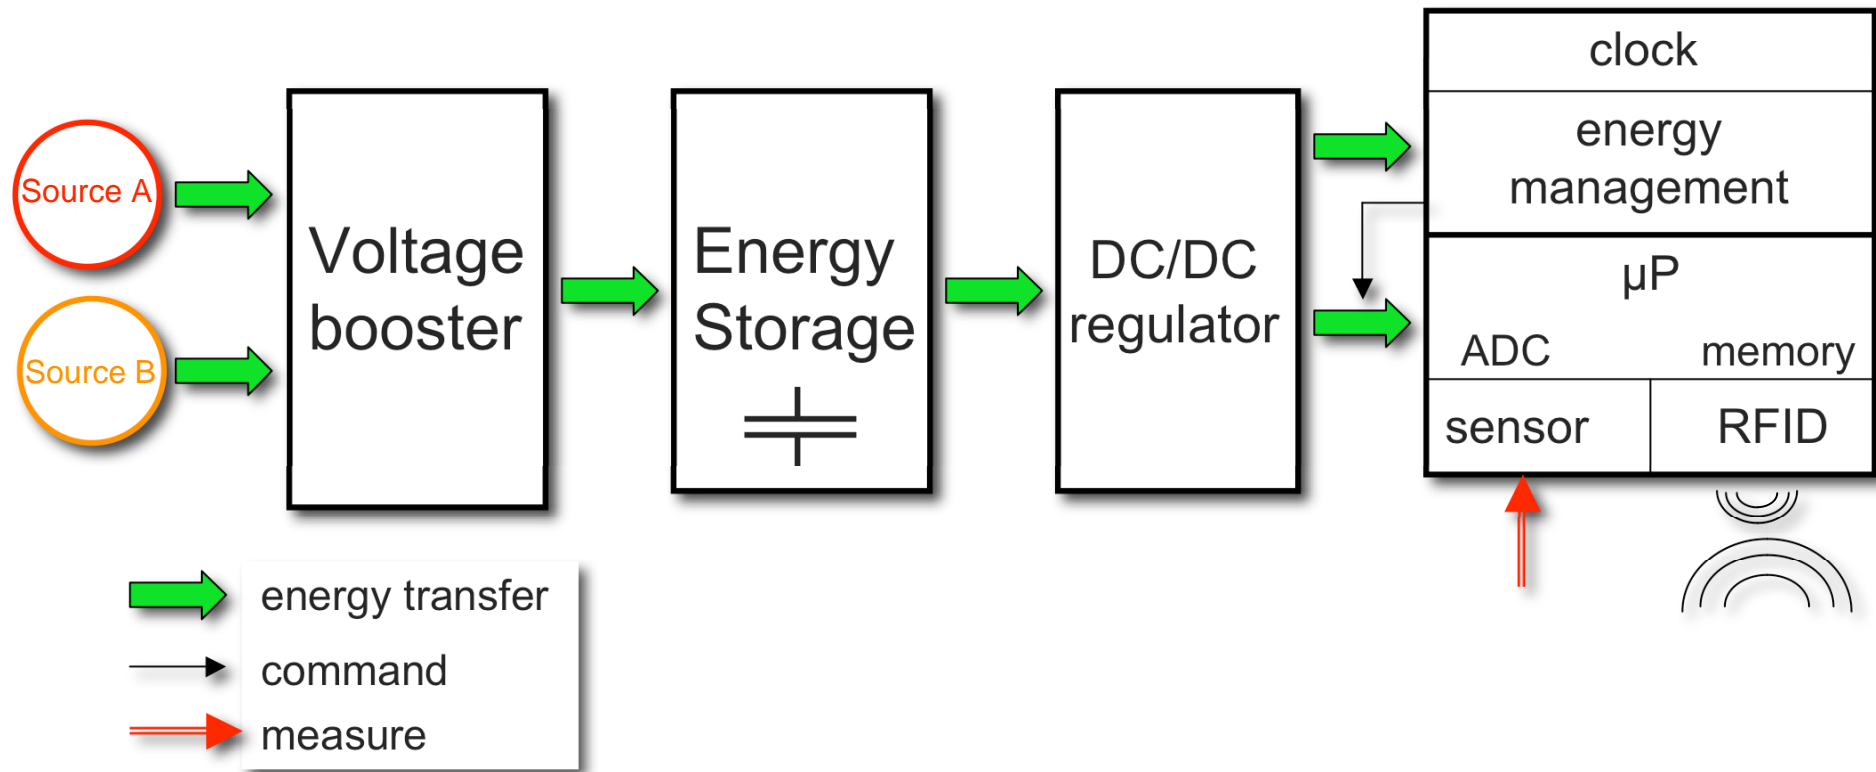 Source A
Source B
Voltage
booster
Energy
Storage
DC/DC
regulator
clock
energy
management
µP
ADC memory
sensor RFID
energy transfer
command
measure